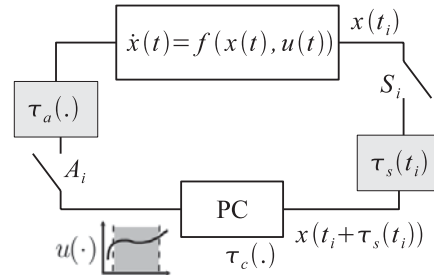 ẋ(t)=f(x(t),u(t))
x(t_i)
S_i
τ_a(.)
τ_s(t_i)
A_i
PC
u(·)
τ_c(.)
x(t_i+τ_s(t_i))